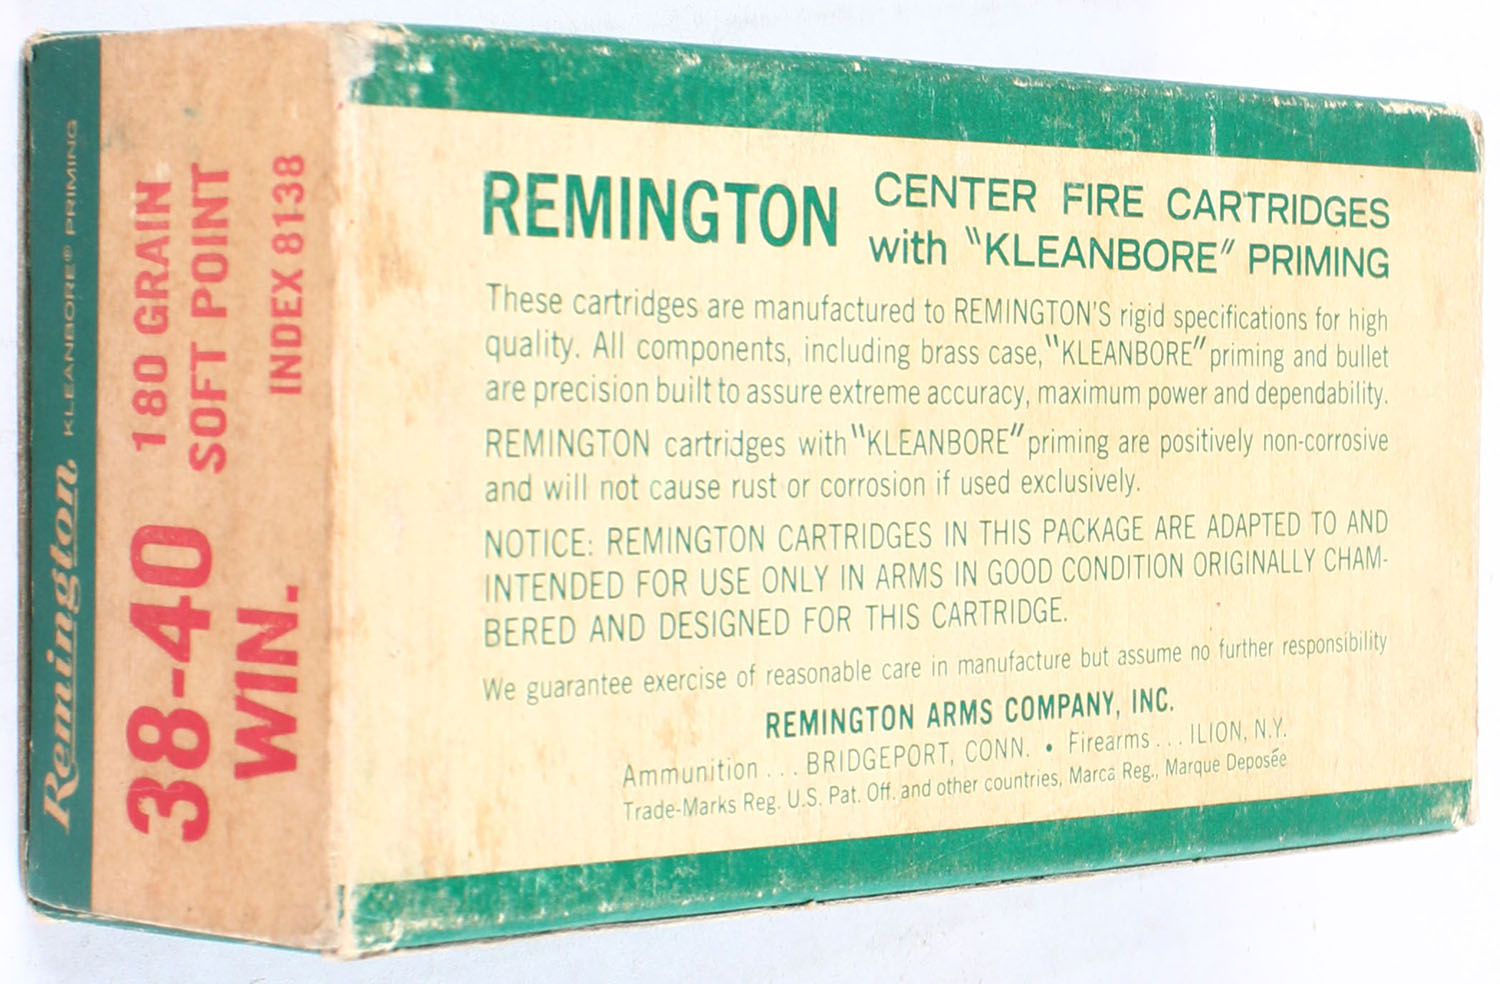 Remington KLEANBORE® PRIMING
38-40 180 GRAIN
WIN. SOFT POINT
INDEX 8138
REMINGTON CENTER FIRE CARTRIDGES
with "KLEANBORE" PRIMING
These cartridges are manufactured to REMINGTON'S rigid specifications for high
quality. All components, including brass case, "KLEANBORE" priming and bullet
are precision built to assure extreme accuracy, maximum power and dependability.
REMINGTON cartridges with "KLEANBORE" priming are positively non-corrosive
and will not cause rust or corrosion if used exclusively.
NOTICE: REMINGTON CARTRIDGES IN THIS PACKAGE ARE ADAPTED TO AND
INTENDED FOR USE ONLY IN ARMS IN GOOD CONDITION ORIGINALLY CHAM-
BERED AND DESIGNED FOR THIS CARTRIDGE.
We guarantee exercise of reasonable care in manufacture but assume no further responsibility
REMINGTON ARMS COMPANY, INC.
Ammunition ... BRIDGEPORT, CONN. • Firearms ... ILION, N.Y.
Trade-Marks Reg. U.S. Pat. Off. and other countries, Marca Reg., Marque Deposée